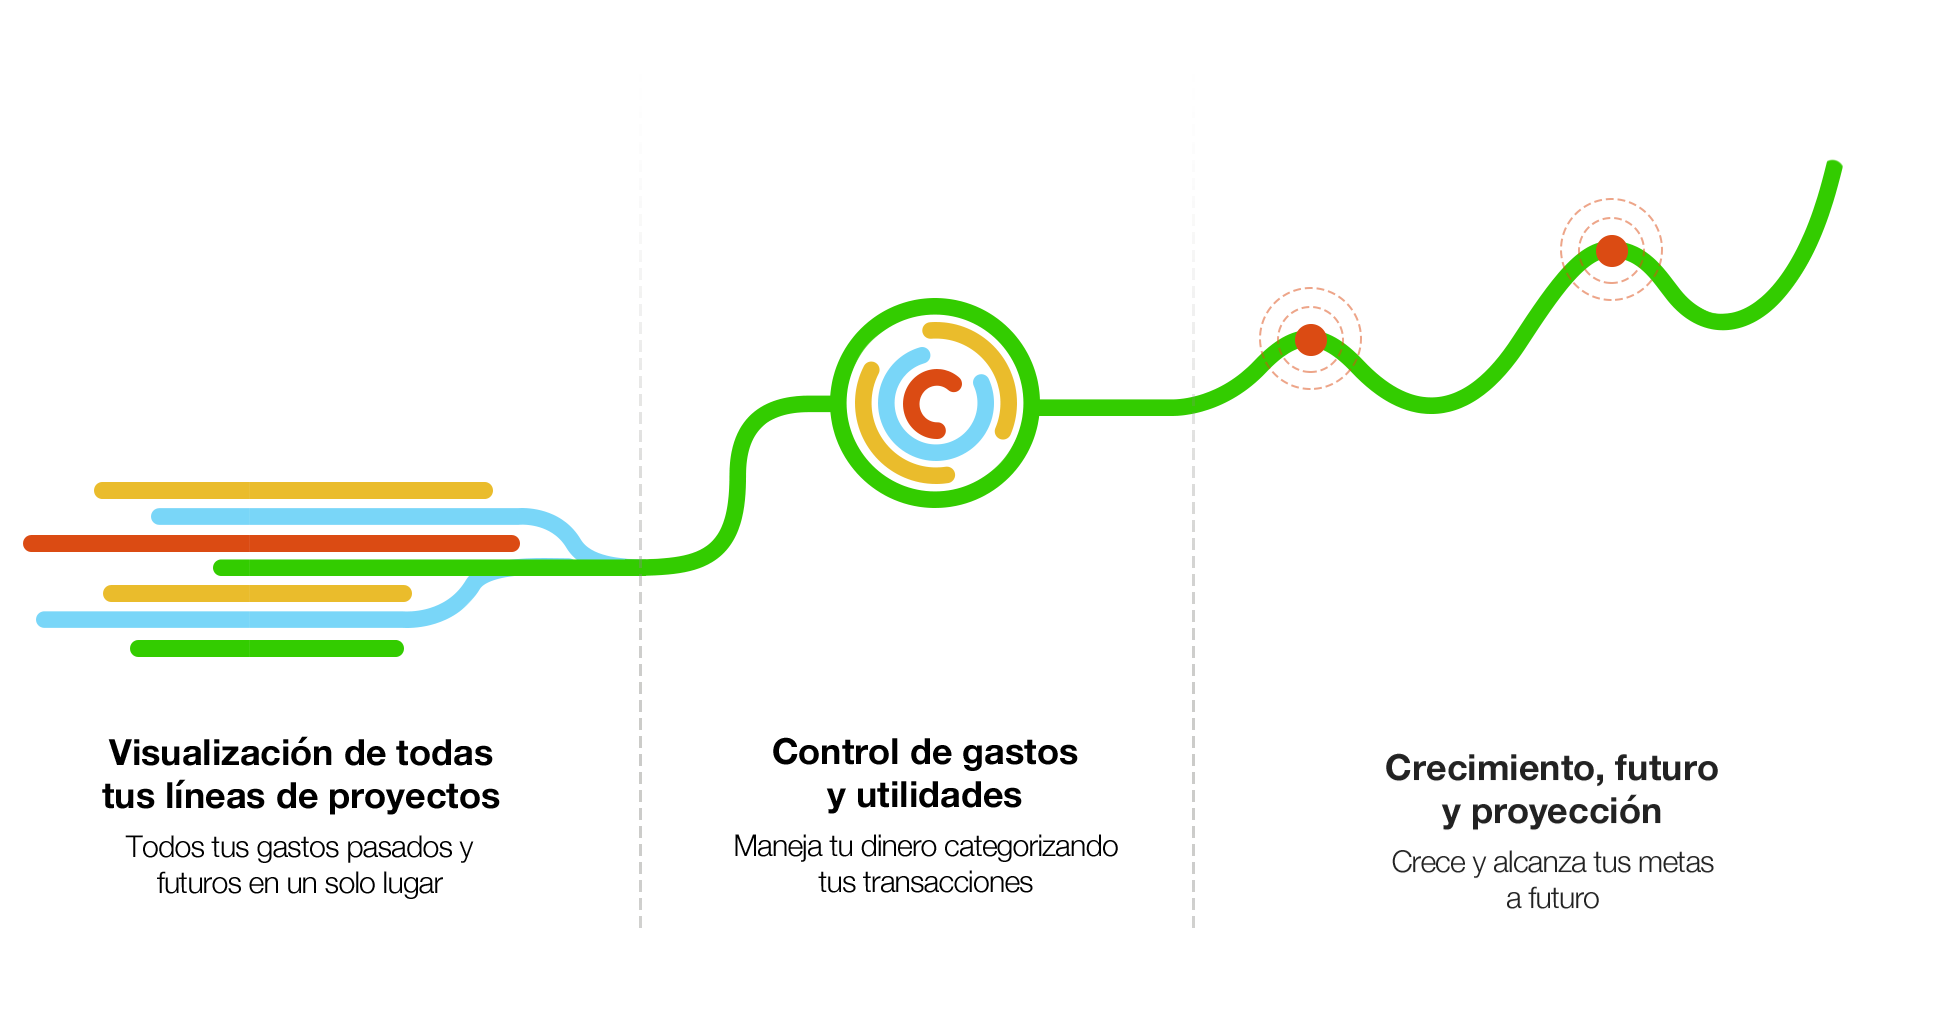 Visualización de todas
tus líneas de proyectos
Todos tus gastos pasados y
futuros en un solo lugar
Control de gastos
y utilidades
Maneja tu dinero categorizando
tus transacciones
Crecimiento, futuro
y proyección
Crece y alcanza tus metas
a futuro